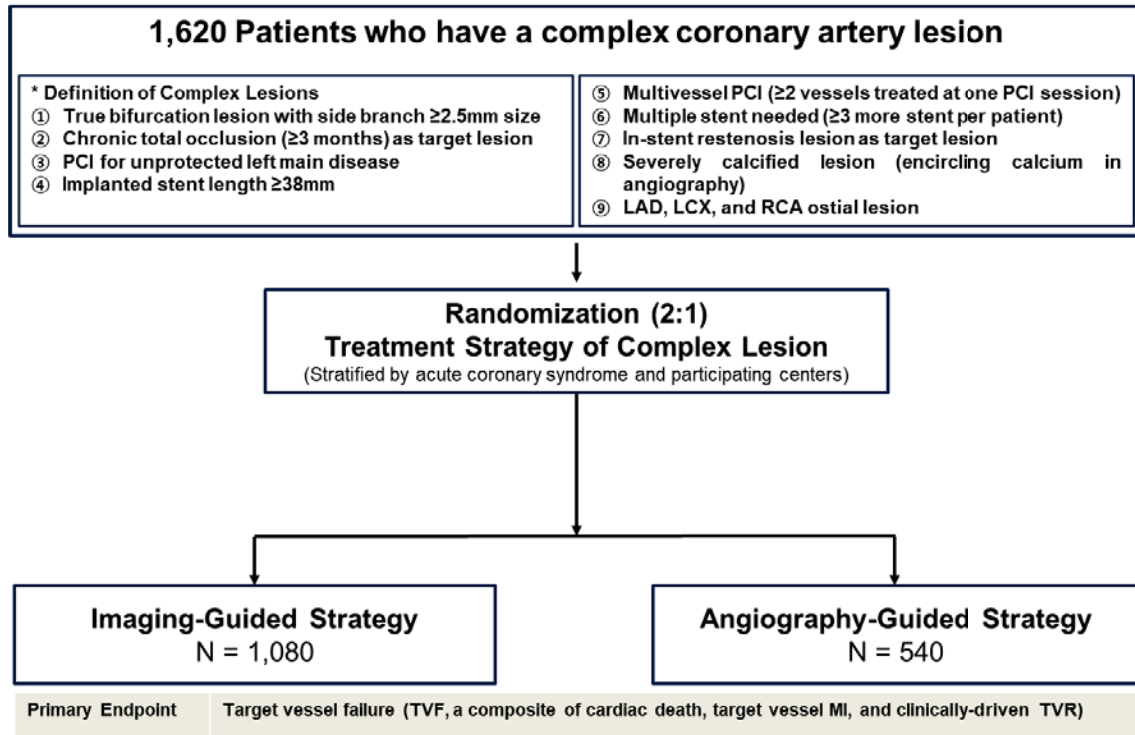 1,620 Patients who have a complex coronary artery lesion
* Definition of Complex Lesions
① True bifurcation lesion with side branch ≥2.5mm size
② Chronic total occlusion (≥3 months) as target lesion
③ PCI for unprotected left main disease
④ Implanted stent length ≥38mm
⑤ Multivessel PCI (≥2 vessels treated at one PCI session)
⑥ Multiple stent needed (≥3 more stent per patient)
⑦ In-stent restenosis lesion as target lesion
⑧ Severely calcified lesion (encircling calcium in
angiography)
⑨ LAD, LCX, and RCA ostial lesion
Randomization (2:1)
Treatment Strategy of Complex Lesion
(Stratified by acute coronary syndrome and participating centers)
Imaging-Guided Strategy
N = 1,080
Angiography-Guided Strategy
N = 540
Primary Endpoint Target vessel failure (TVF, a composite of cardiac death, target vessel MI, and clinically-driven TVR)